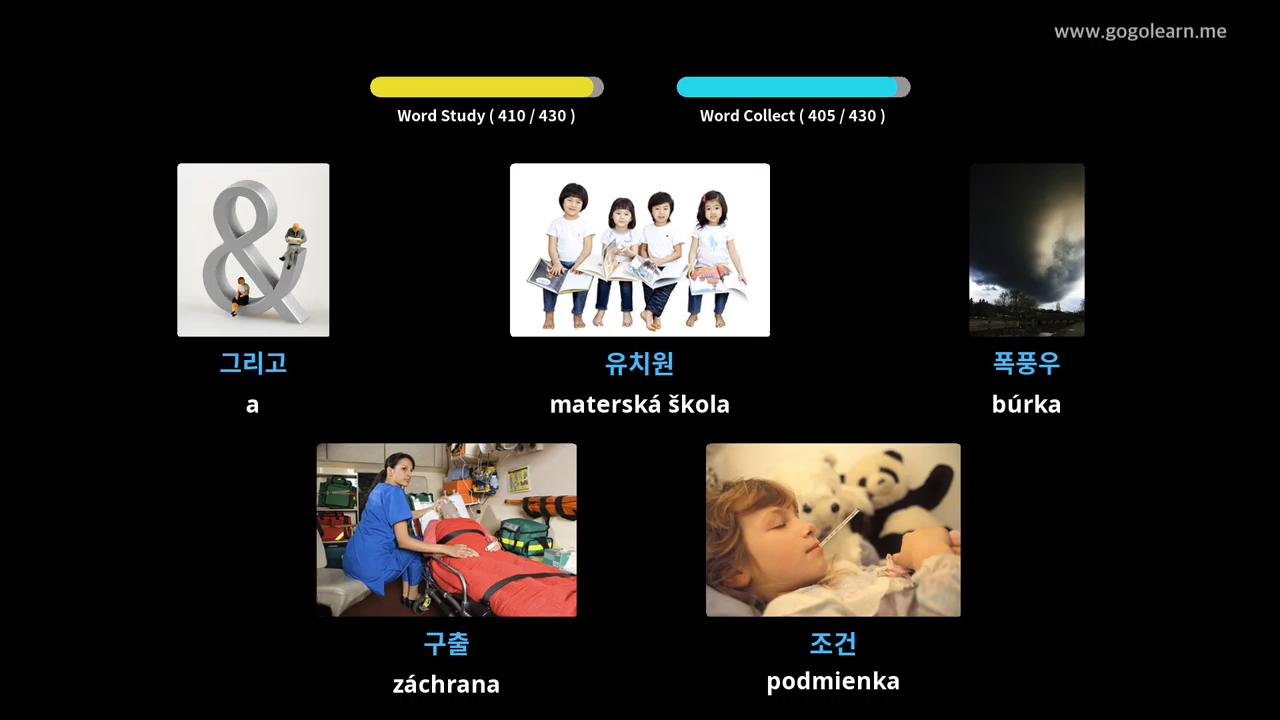 www.gogolearn.me
Word Study ( 410 / 430 )
Word Collect ( 405 / 430 )
&
그리고
a
유치원
materská škola
폭풍우
búrka
구출
záchrana
조건
podmienka